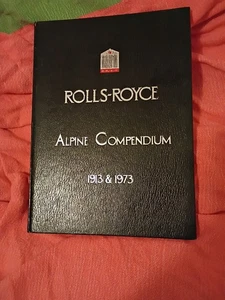 ROLLS-ROYCE
ALPINE COMPENDIUM
1913 & 1973